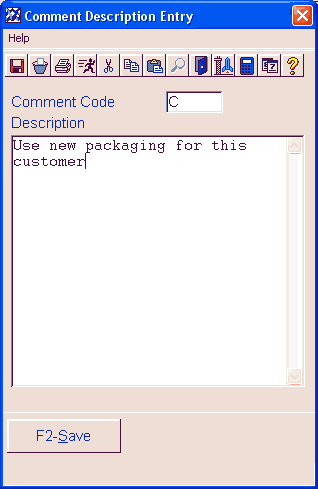 Comment Description Entry
Help
Comment Code C
Description
Use new packaging for this
customer
F2-Save